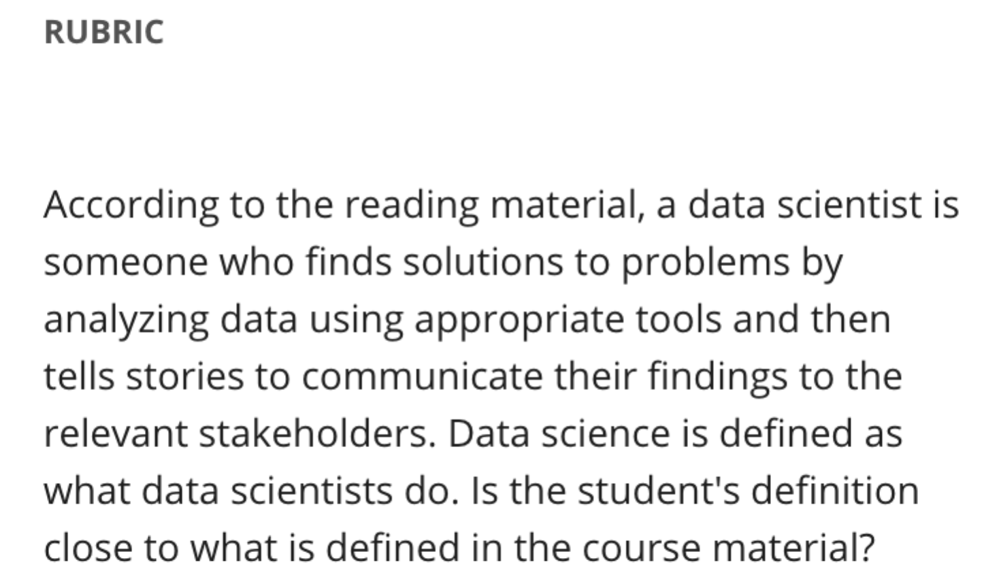 RUBRIC
According to the reading material, a data scientist is
someone who finds solutions to problems by
analyzing data using appropriate tools and then
tells stories to communicate their findings to the
relevant stakeholders. Data science is defined as
what data scientists do. Is the student's definition
close to what is defined in the course material?